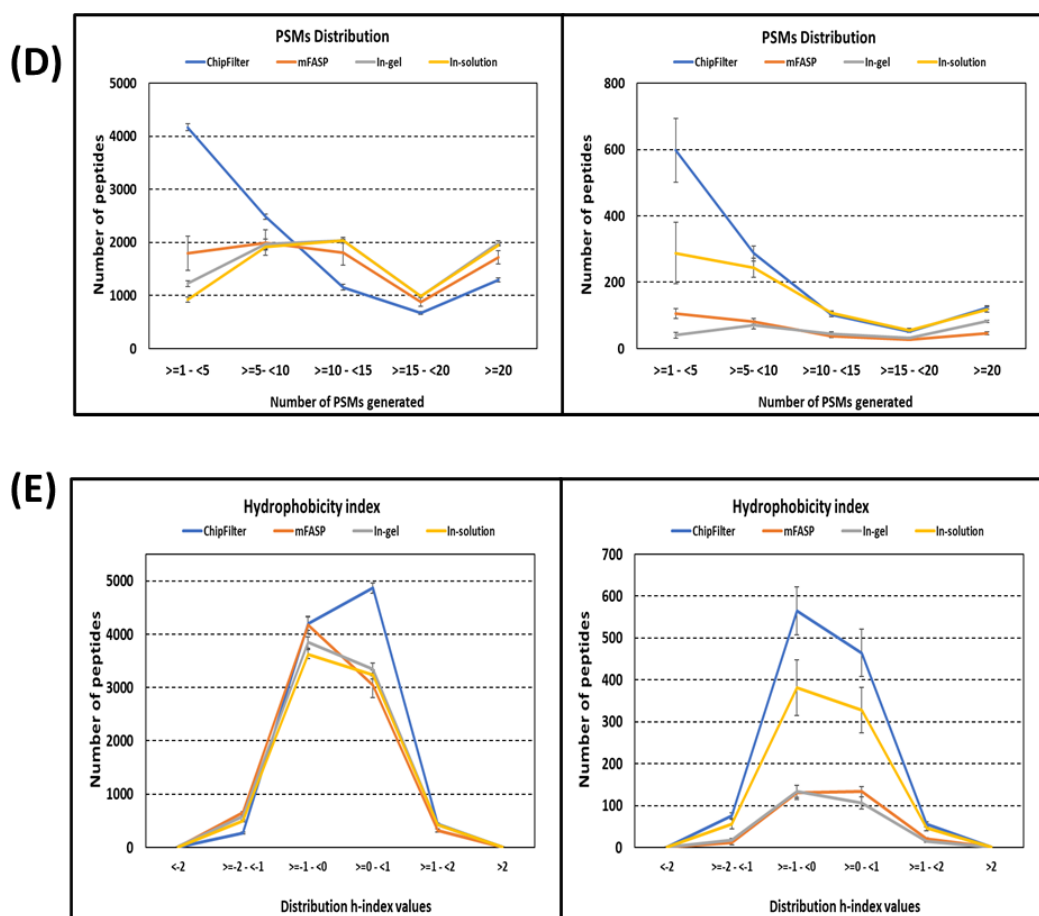 (D)
PSMs Distribution
ChipFilter mFASP In-gel In-solution
5000
4000
3000
2000
1000
0
Number of peptides
>=1 - <5 >=5- <10 >=10 - <15 >=15 - <20 >=20
Number of PSMs generated
PSMs Distribution
ChipFilter mFASP In-gel In-solution
800
600
400
200
0
Number of peptides
>=1 - <5 >=5- <10 >=10 - <15 >=15 - <20 >=20
Number of PSMs generated
(E)
Hydrophobicity index
ChipFilter mFASP In-gel In-solution
5000
4000
3000
2000
1000
0
Number of peptides
<-2 >=-2 - <-1 >=-1 - <0 >=0 - <1 >=1 - <2 >2
Distribution h-index values
Hydrophobicity index
ChipFilter mFASP In-gel In-solution
700
600
500
400
300
200
100
0
Number of peptides
<-2 >=-2 - <-1 >=-1 - <0 >=0 - <1 >=1 - <2 >2
Distribution h-index values